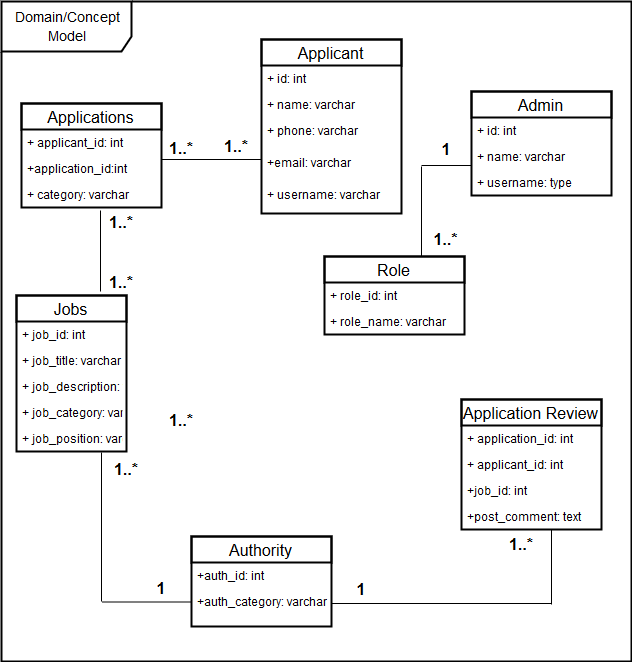 Domain/Concept
Model
Applicant
+ id: int
+ name: varchar
+ phone: varchar
+email: varchar
+ username: varchar
Applications
+ applicant_id: int
+application_id:int
+ category: varchar
1..*
1..*
Admin
+ id: int
+ name: varchar
+ username: type
1
1..*
Role
+ role_id: int
+ role_name: varchar
1..*
1..*
Jobs
+ job_id: int
+ job_title: varchar
+ job_description:
+ job_category: var
+ job_position: var
1..*
1..*
Application Review
+ application_id: int
+ applicant_id: int
+job_id: int
+post_comment: text
1..*
Authority
+auth_id: int
+auth_category: varchar
1
1